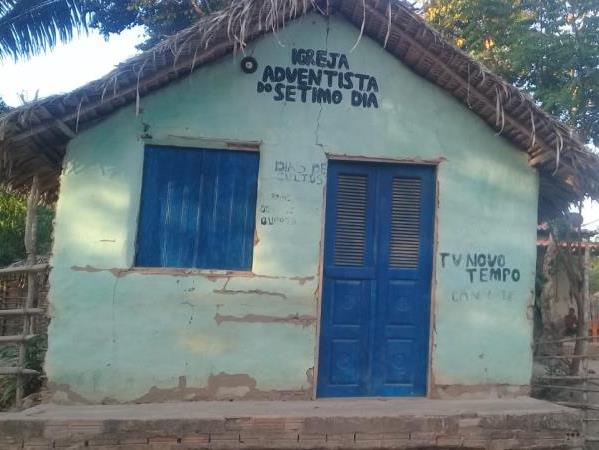 IGREJA
ADVENTISTA
DO SETIMO DIA
DIAS DE
CULTOS
TV NOVO
TEMPO